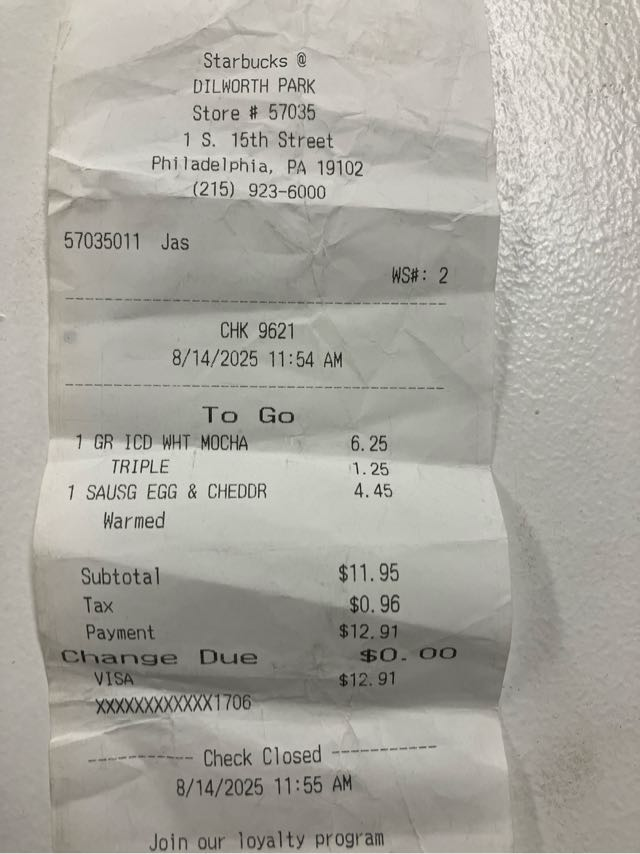 Starbucks @
DILWORTH PARK
Store # 57035
1 S. 15th Street
Philadelphia, PA 19102
(215) 923-6000
57035011 Jas
WS#: 2
--------------------------------
CHK 9621
8/14/2025 11:54 AM
--------------------------------
To Go
1 GR ICD WHT MOCHA 6.25
TRIPLE 1.25
1 SAUSG EGG & CHEDDR 4.45
Warmed
Subtotal $11.95
Tax $0.96
Payment $12.91
Change Due $0.00
VISA $12.91
XXXXXXXXXXXX1706
---------- Check Closed ----------
8/14/2025 11:55 AM
Join our loyalty program